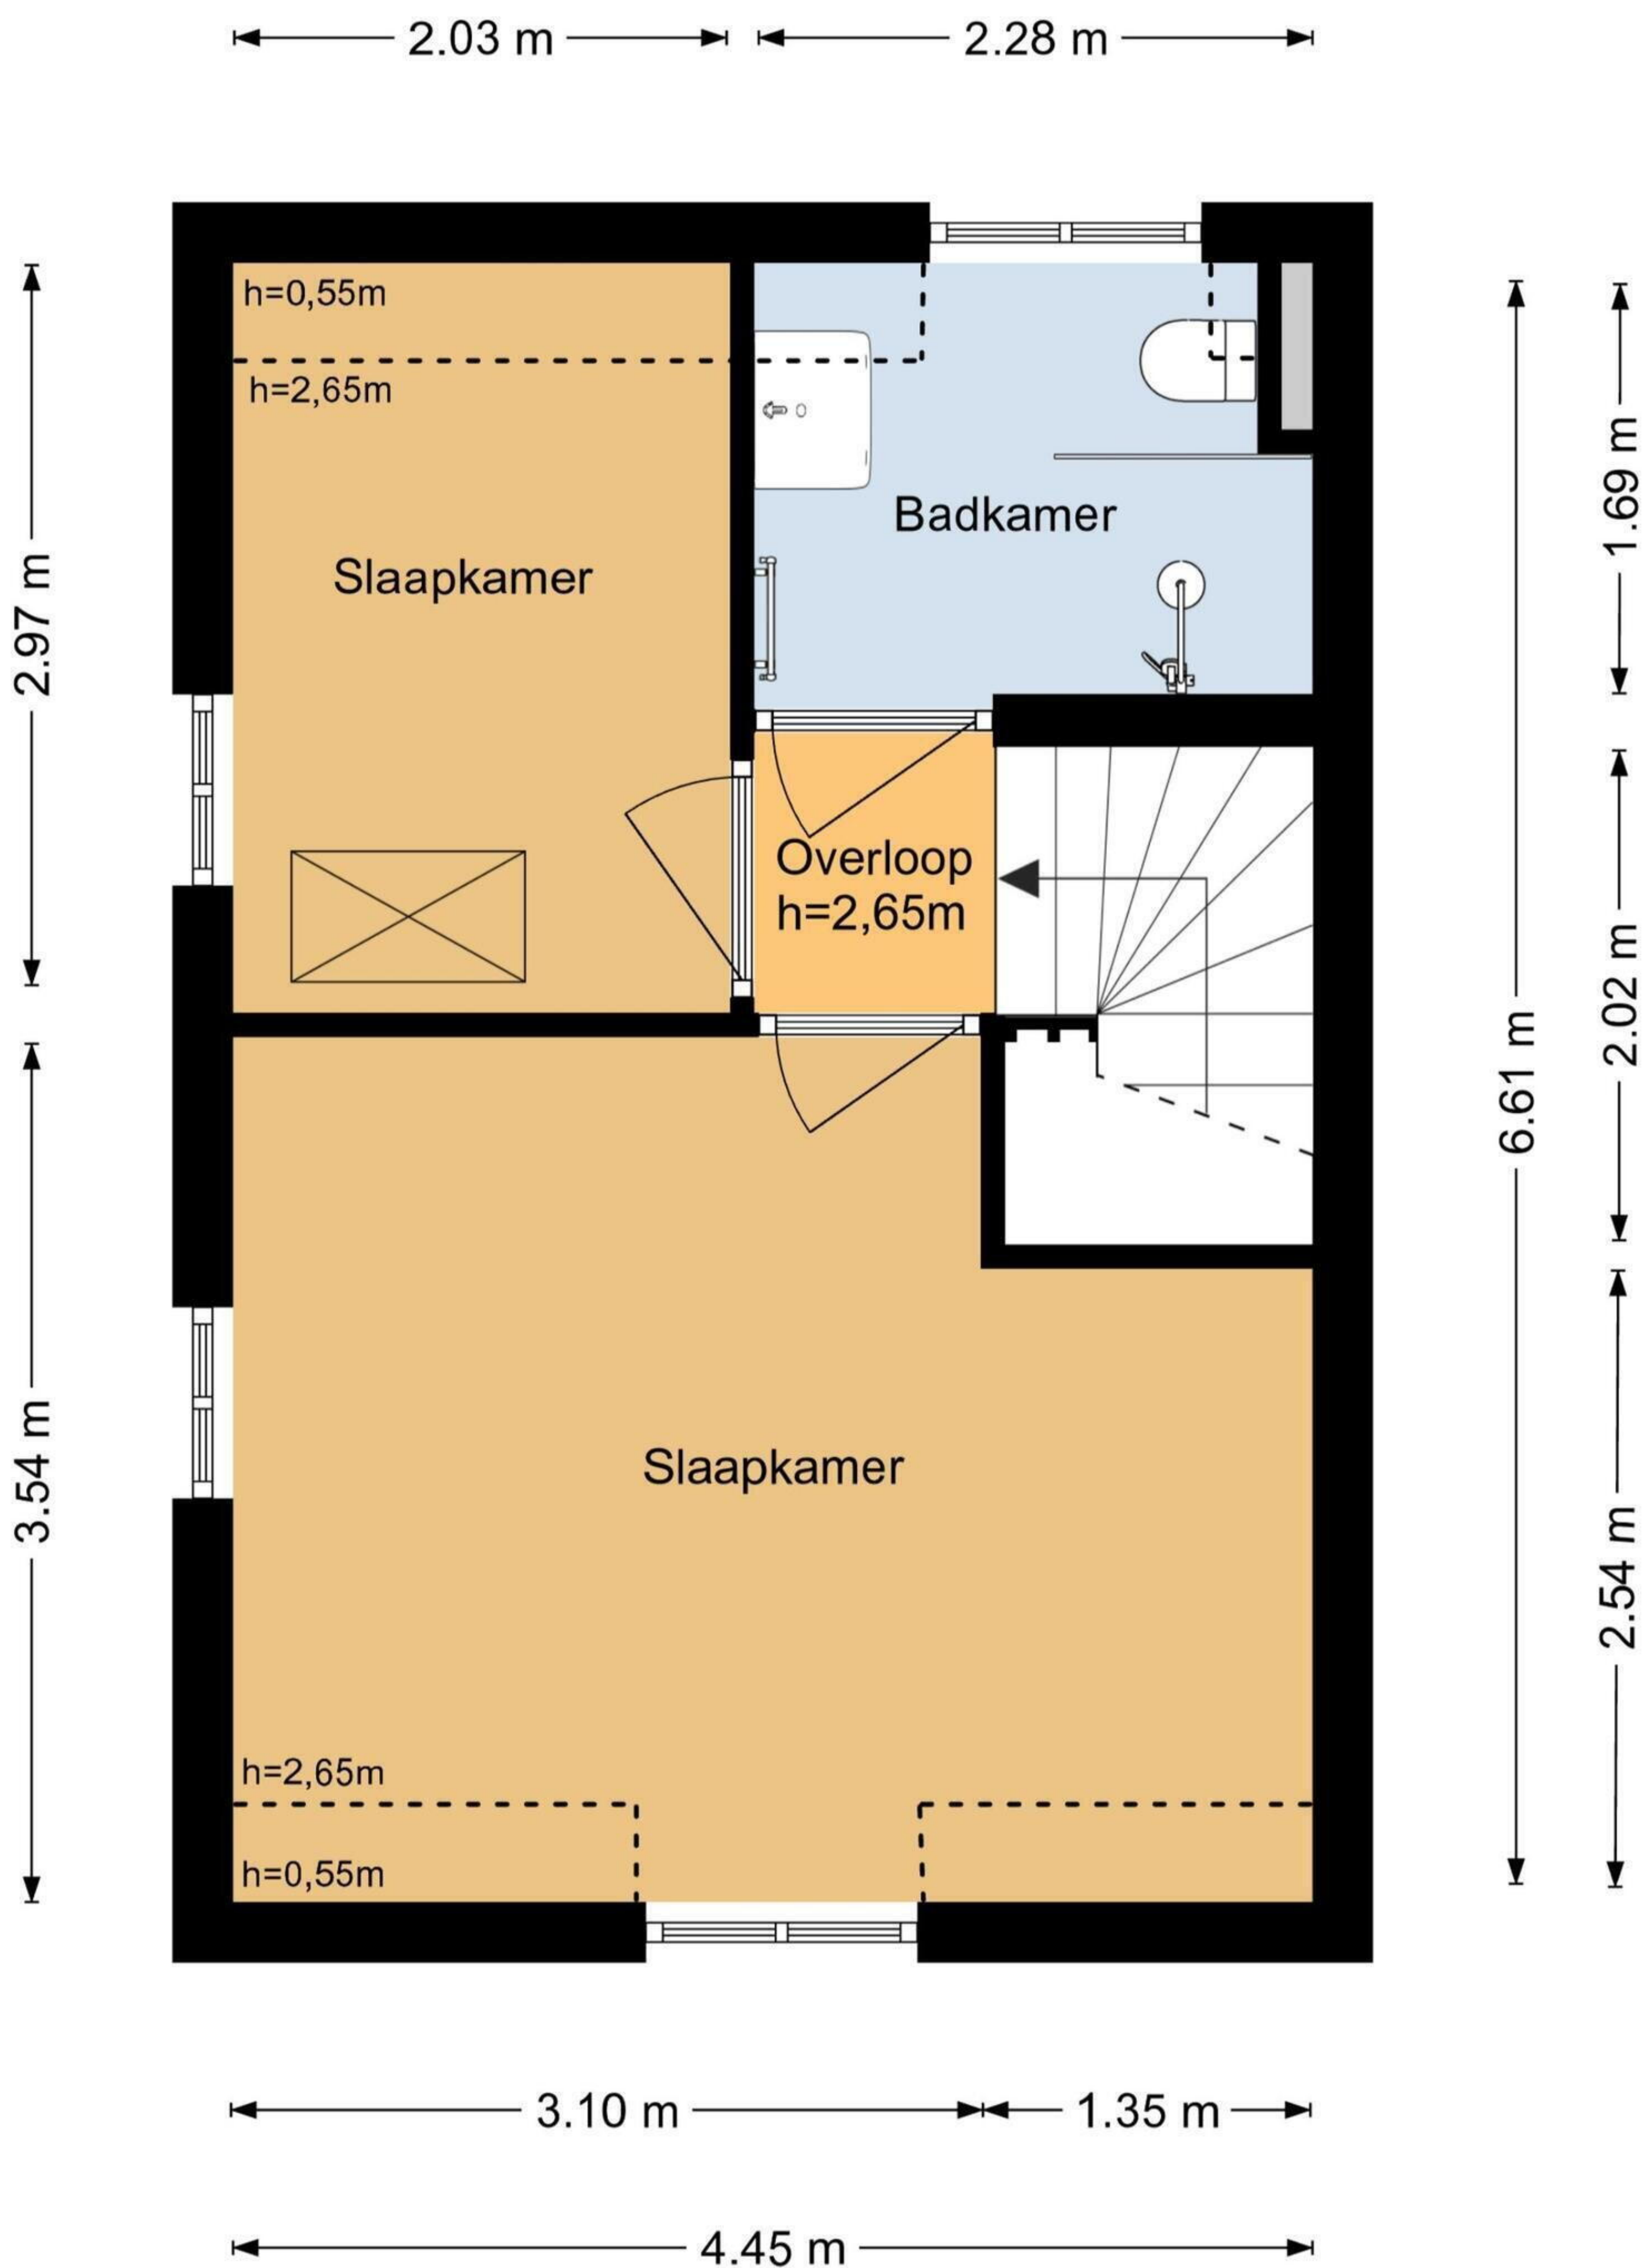 2.03 m
2.28 m
h=0,55m
h=2,65m
Slaapkamer
Badkamer
2.97 m
1.69 m
Overloop
h=2,65m
2.02 m
6.61 m
3.54 m
Slaapkamer
2.54 m
h=2,65m
h=0,55m
3.10 m
1.35 m
4.45 m